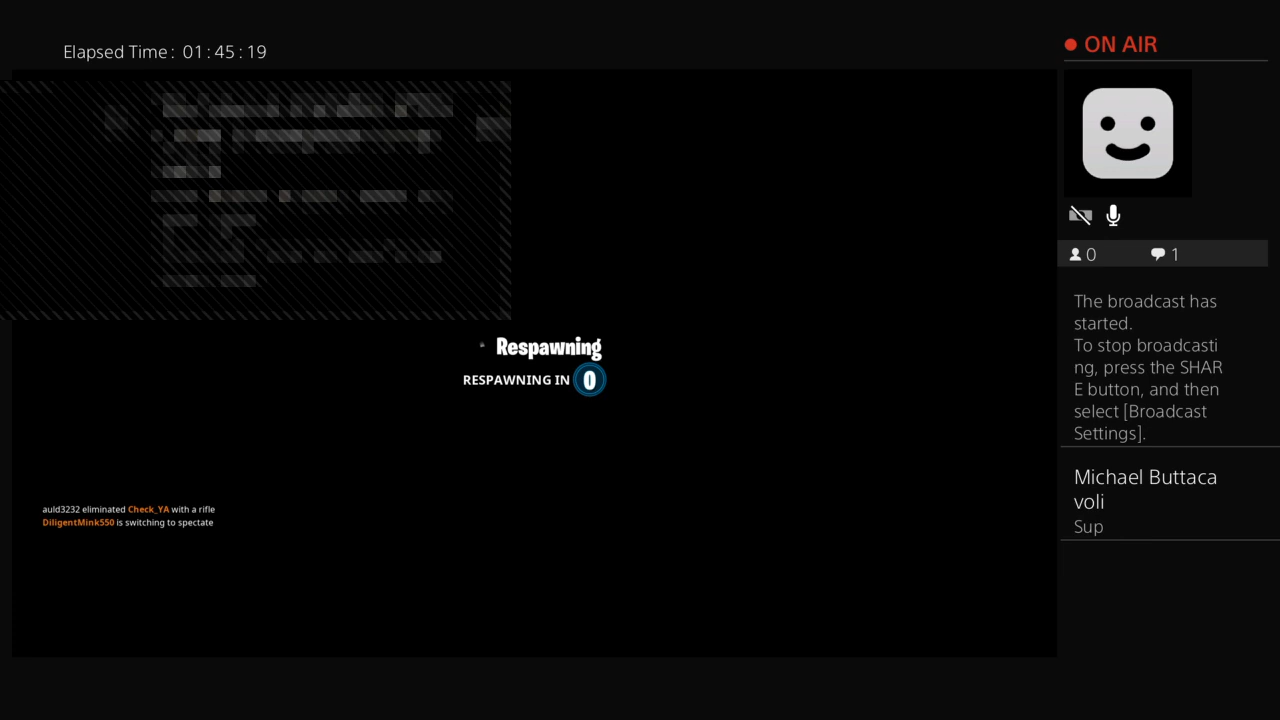 Elapsed Time: 01:45:19
ON AIR
0
1
The broadcast has
started.
To stop broadcasti
ng, press the SHAR
E button, and then
select [Broadcast
Settings].
Michael Buttaca
voli
Sup
Respawning
RESPAWNING IN 0
auld3232 eliminated Check_YA with a rifle
DiligentMink550 is switching to spectate